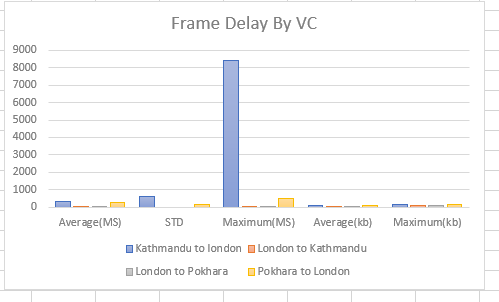 Frame Delay By VC
9000
8000
7000
6000
5000
4000
3000
2000
1000
0
Average(MS) STD Maximum(MS) Average(kb) Maximum(kb)
Kathmandu to london London to Kathmandu
London to Pokhara Pokhara to London